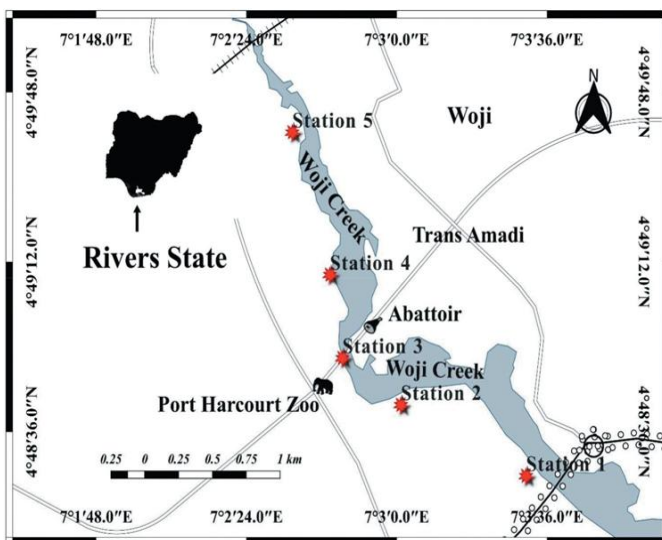 7°1'48.0"E 7°2'24.0"E 7°3'0.0"E 7°3'36.0"E
4°49'48.0"N
4°49'48.0"N
N
Woji
Station 5
Woji Creek
Trans Amadi
Rivers State
Station 4
4°49'12.0"N
4°49'12.0"N
Abattoir
Station 3
Woji Creek
Station 2
Port Harcourt Zoo
4°48'36.0"N
4°48'36.0"N
Station 1
0.25 0 0.25 0.5 0.75 1 km
7°1'48.0"E 7°2'24.0"E 7°3'0.0"E 7°3'36.0"E